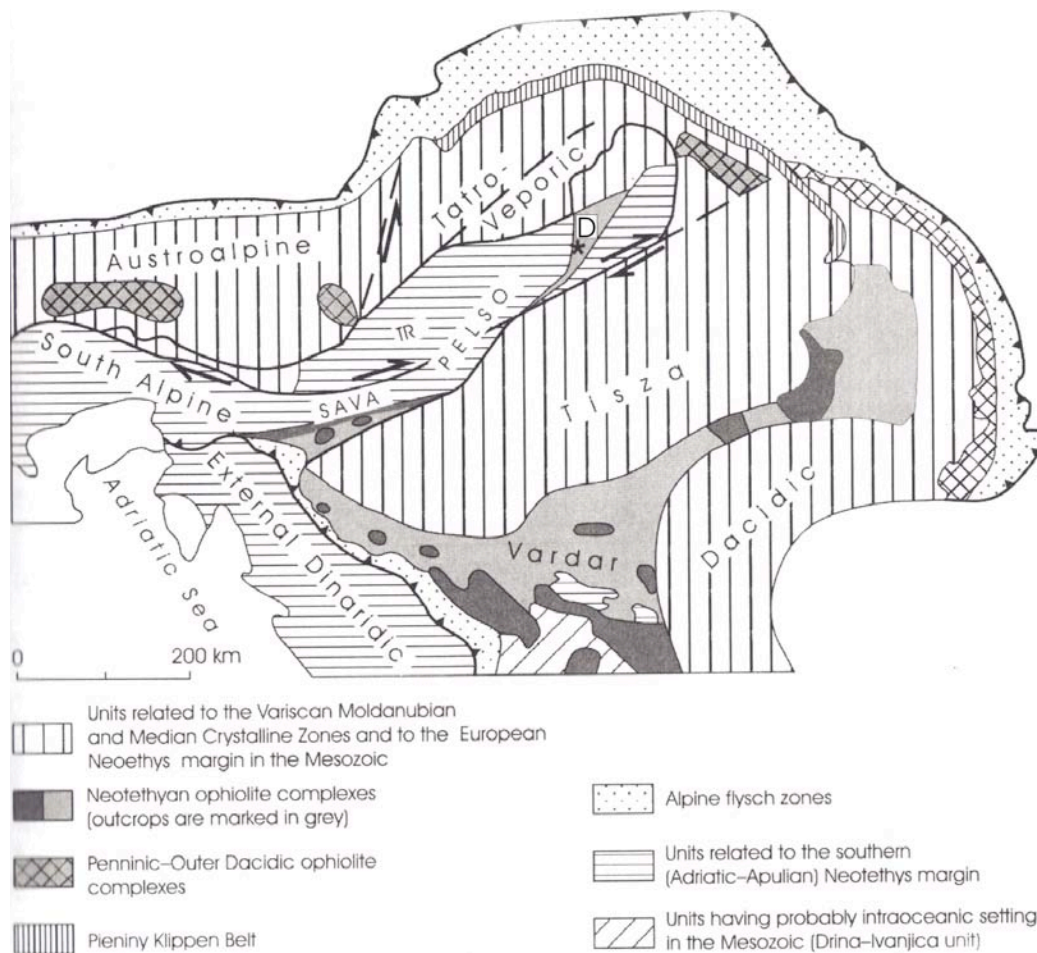 Tatro-
Veporic
D
Austroalpine
TR
PELSO
South Alpine
SAVA
Tisza
External Dinaridic
Adriatic Sea
Vardar
Dacidic
0 200 km
Units related to the Variscan Moldanubian
and Median Crystalline Zones and to the European
Neoethys margin in the Mesozoic
Neotethyan ophiolite complexes
(outcrops are marked in grey)
Penninic–Outer Dacidic ophiolite
complexes
Pieniny Klippen Belt
Alpine flysch zones
Units related to the southern
(Adriatic–Apulian) Neotethys margin
Units having probably intraoceanic setting
in the Mesozoic (Drina–Ivanjica unit)